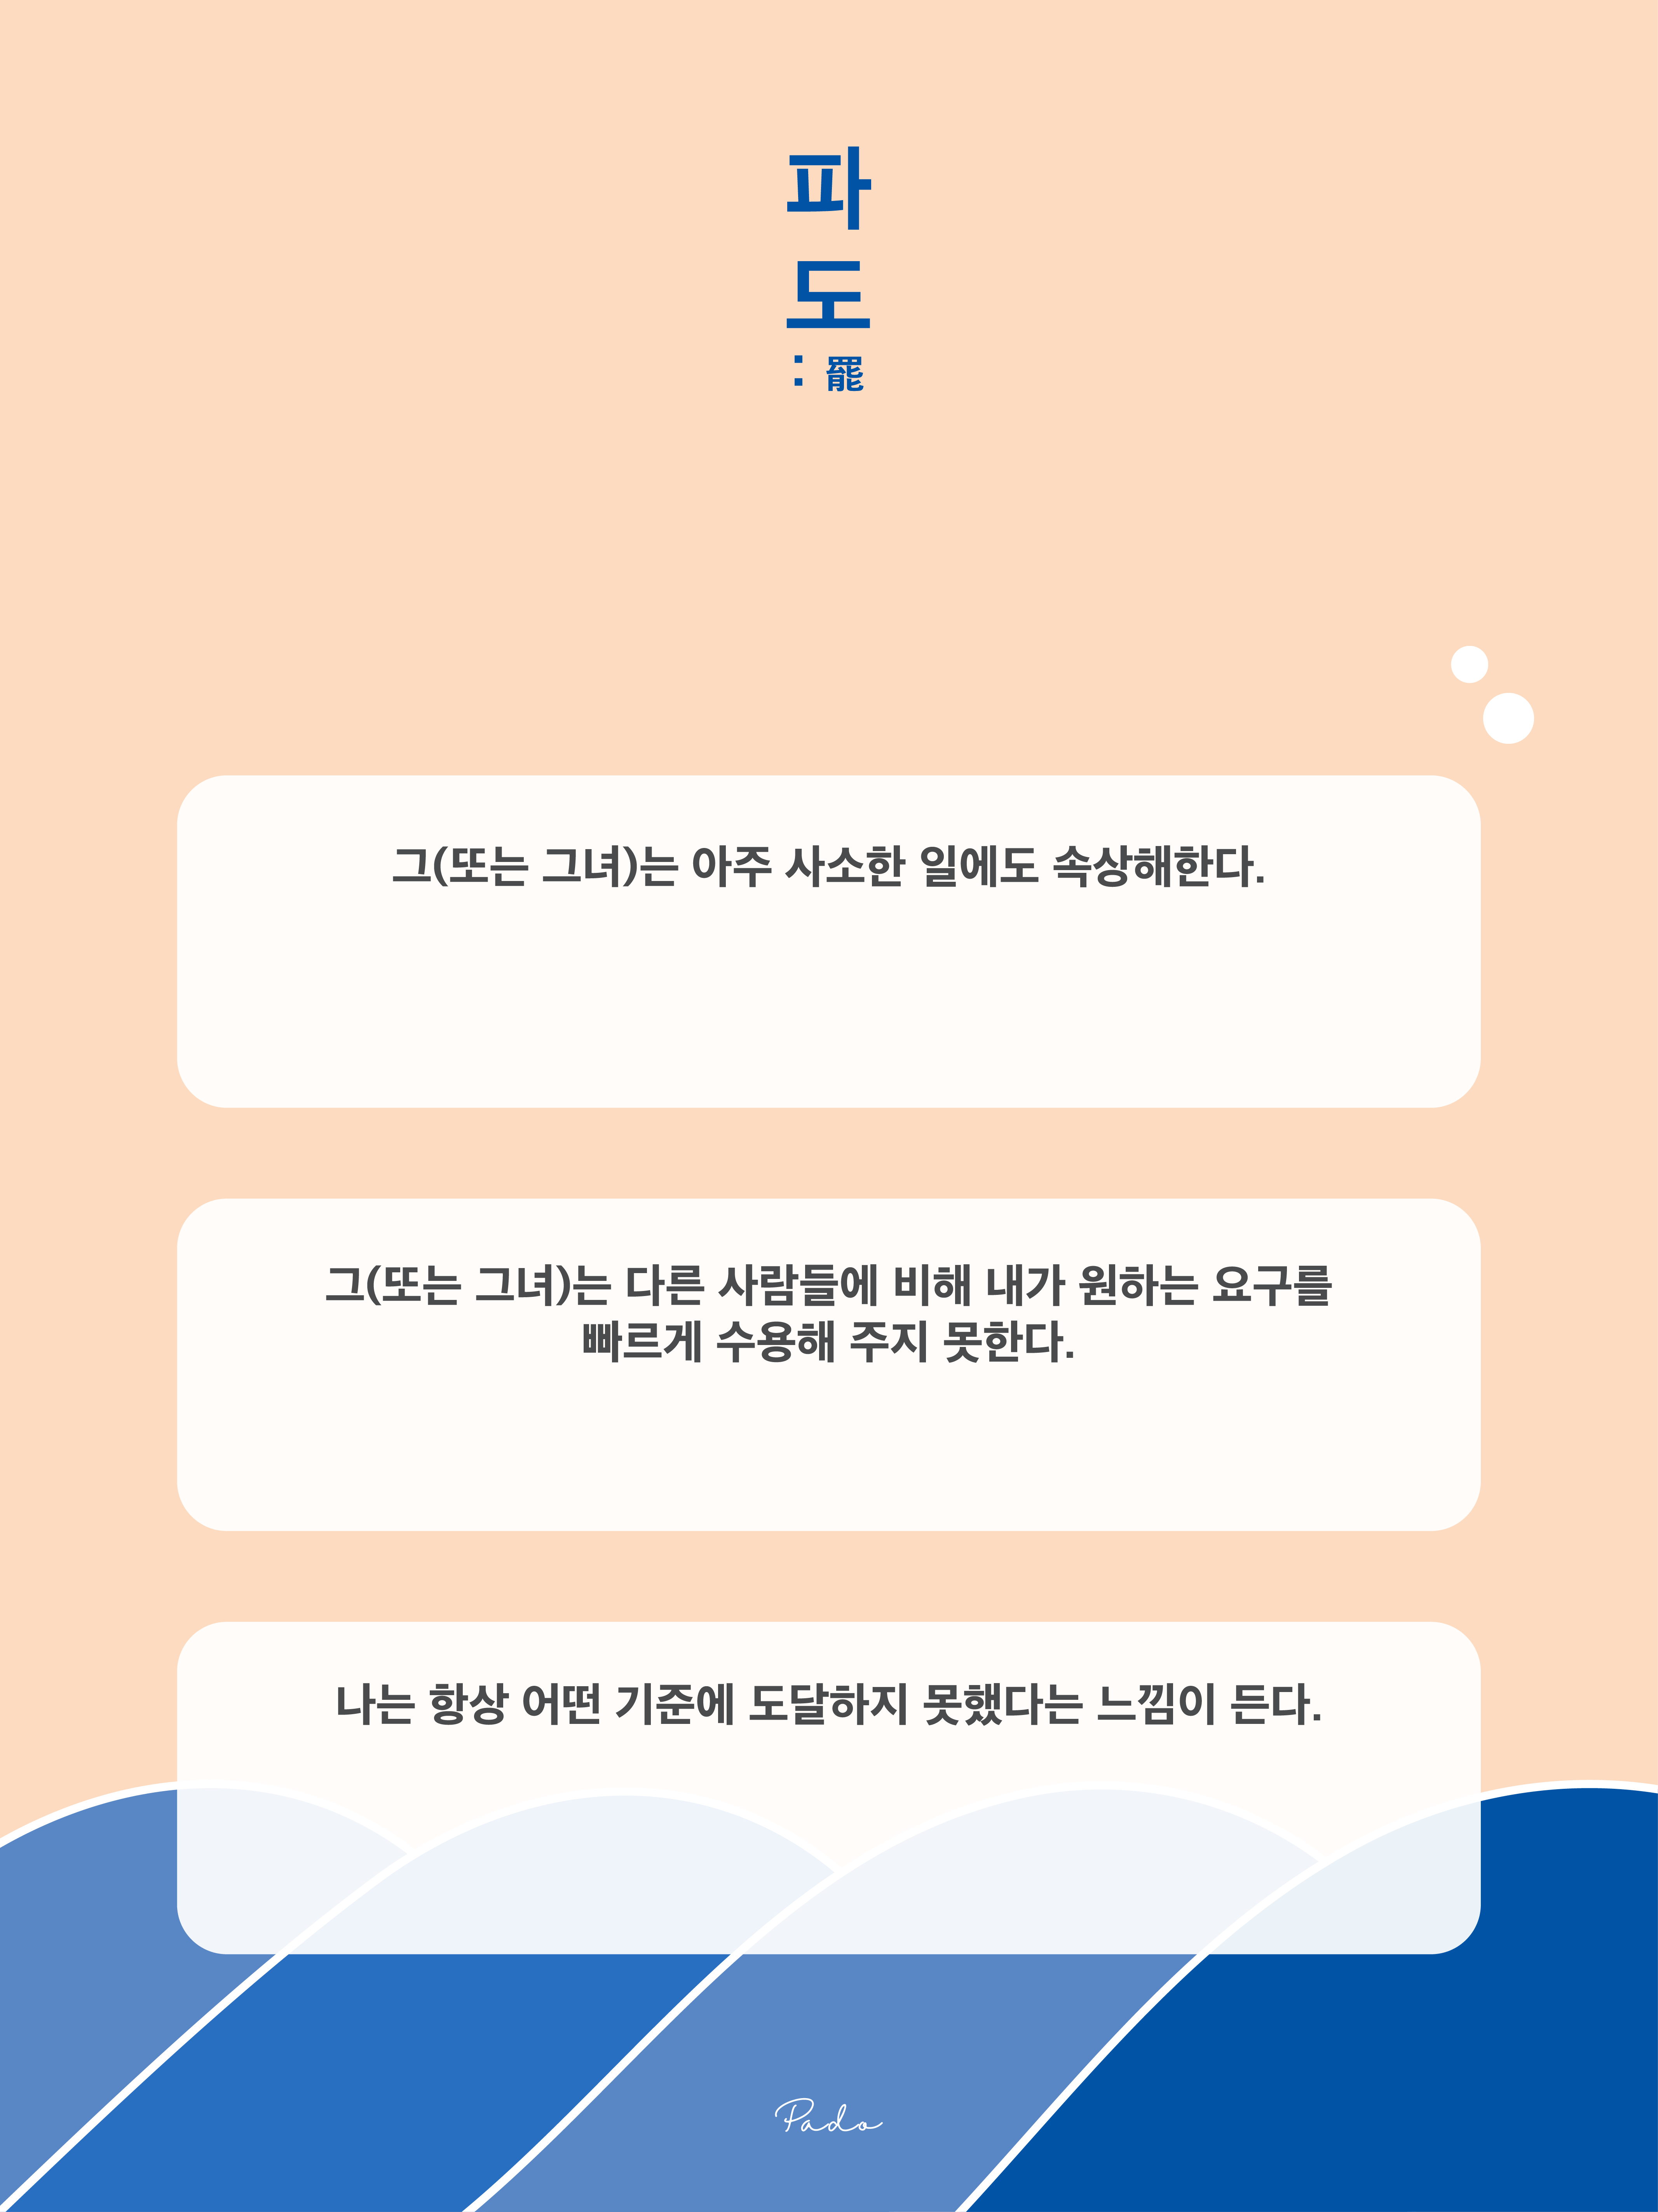 파
도
: 罷
그(또는 그녀)는 아주 사소한 일에도 속상해한다.
그(또는 그녀)는 다른 사람들에 비해 내가 원하는 요구를
빠르게 수용해 주지 못한다.
나는 항상 어떤 기준에 도달하지 못했다는 느낌이 든다.
Pado